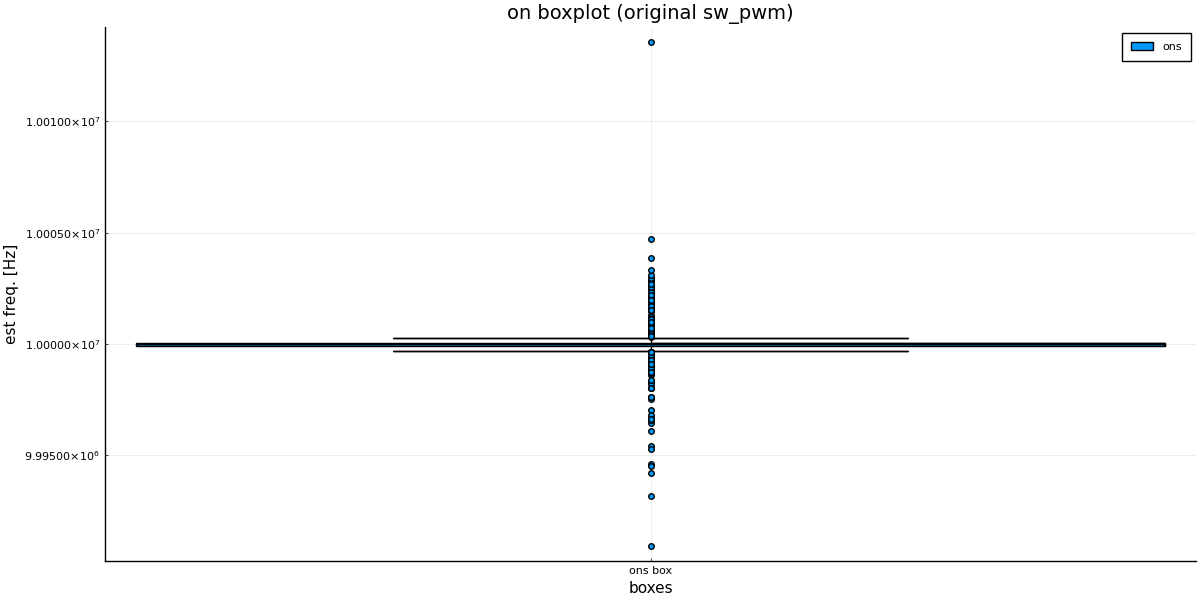 on boxplot (original sw_pwm)
ons
1.00100×10⁷
1.00050×10⁷
1.00000×10⁷
9.99500×10⁶
est freq. [Hz]
ons box
boxes